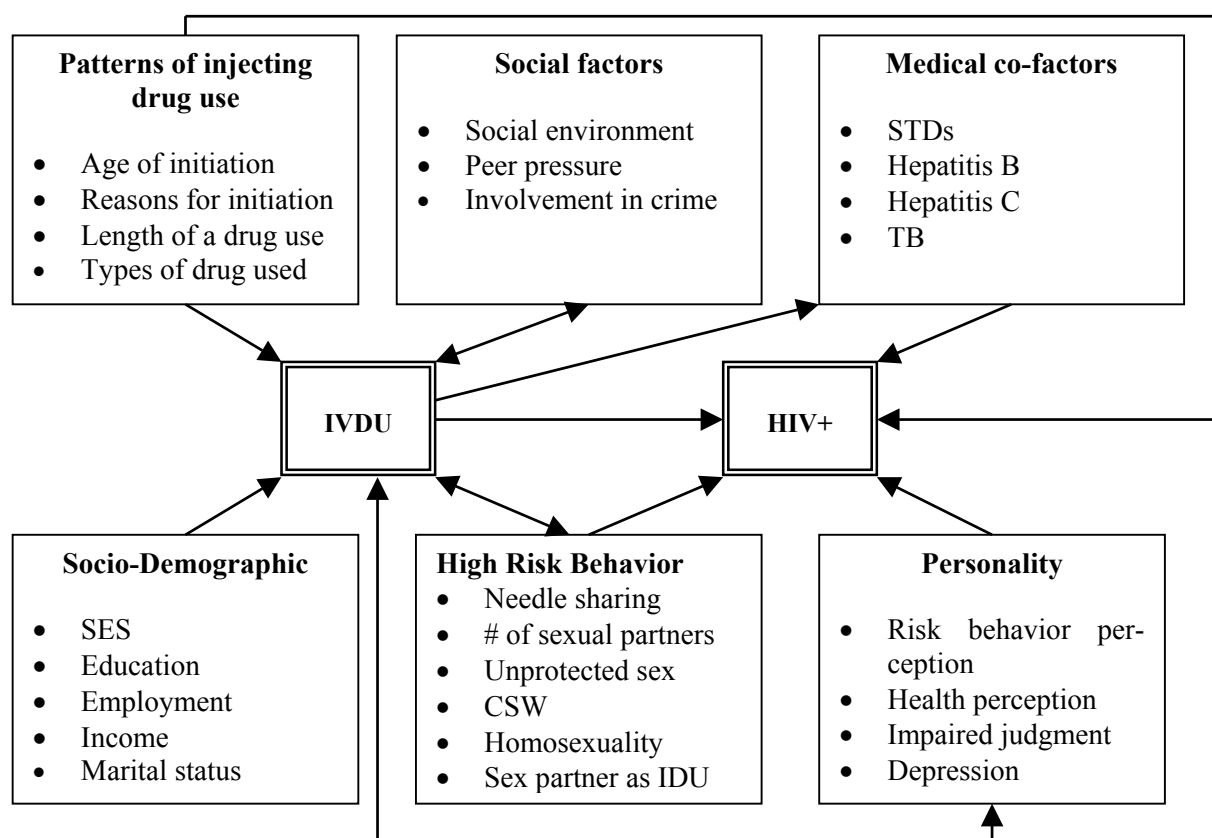 Patterns of injecting
drug use
• Age of initiation
• Reasons for initiation
• Length of a drug use
• Types of drug used
Social factors
• Social environment
• Peer pressure
• Involvement in crime
Medical co-factors
• STDs
• Hepatitis B
• Hepatitis C
• TB
IVDU
HIV+
Socio-Demographic
• SES
• Education
• Employment
• Income
• Marital status
High Risk Behavior
• Needle sharing
• # of sexual partners
• Unprotected sex
• CSW
• Homosexuality
• Sex partner as IDU
Personality
• Risk behavior per-
ception
• Health perception
• Impaired judgment
• Depression